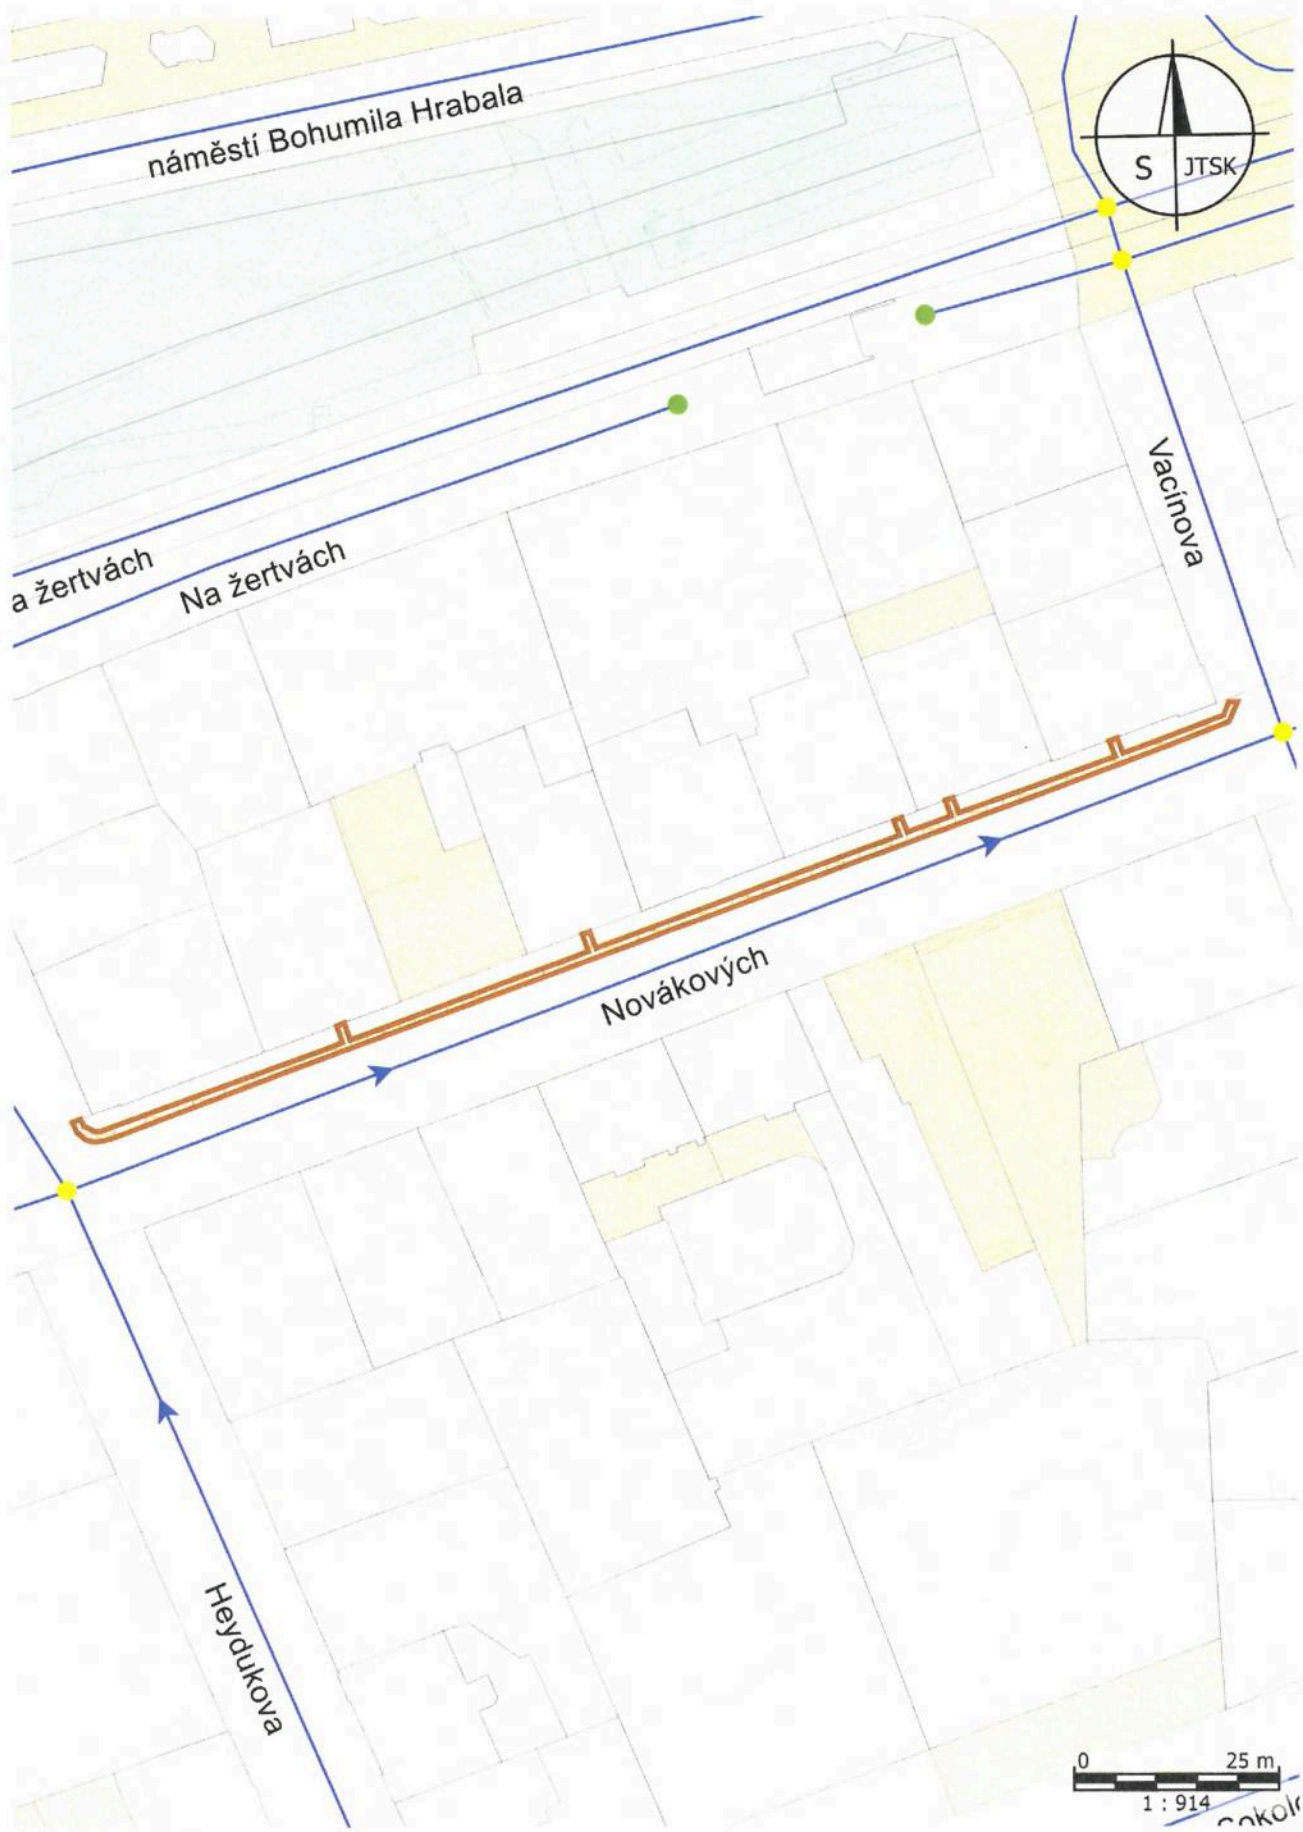 náměstí Bohumila Hrabala
S JTSK
Vacínova
a žertvách
Na žertvách
Novákových
Heydukova
0 25 m
1 : 914